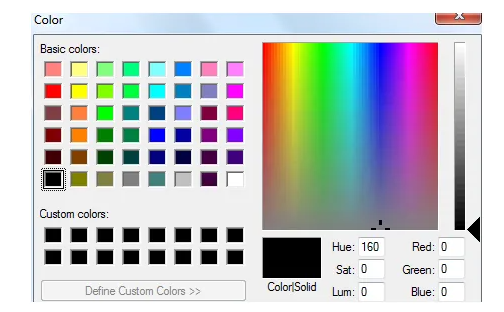 Color
Basic colors:
Custom colors:
Define Custom Colors >>
Color|Solid
Hue: 160
Sat: 0
Lum: 0
Red: 0
Green: 0
Blue: 0